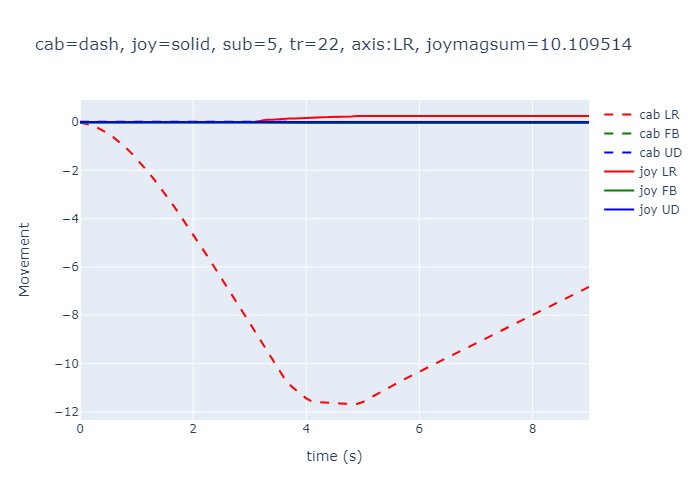 cab=dash, joy=solid, sub=5, tr=22, axis:LR, joymagsum=10.109514
0
−2
−4
−6
−8
−10
−12
Movement
0
2
4
6
8
time (s)
cab LR
cab FB
cab UD
joy LR
joy FB
joy UD